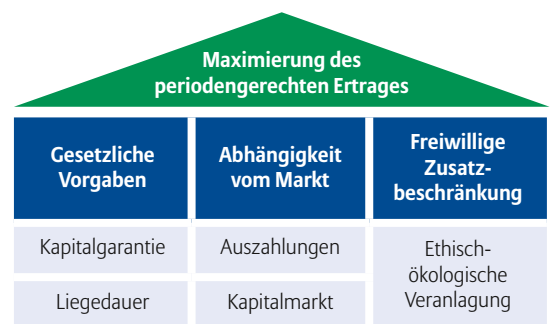 Maximierung des
periodengerechten Ertrages
Gesetzliche
Vorgaben
Abhängigkeit
vom Markt
Freiwillige
Zusatz-
beschränkung
Kapitalgarantie
Auszahlungen
Ethisch-
ökologische
Veranlagung
Liegedauer
Kapitalmarkt